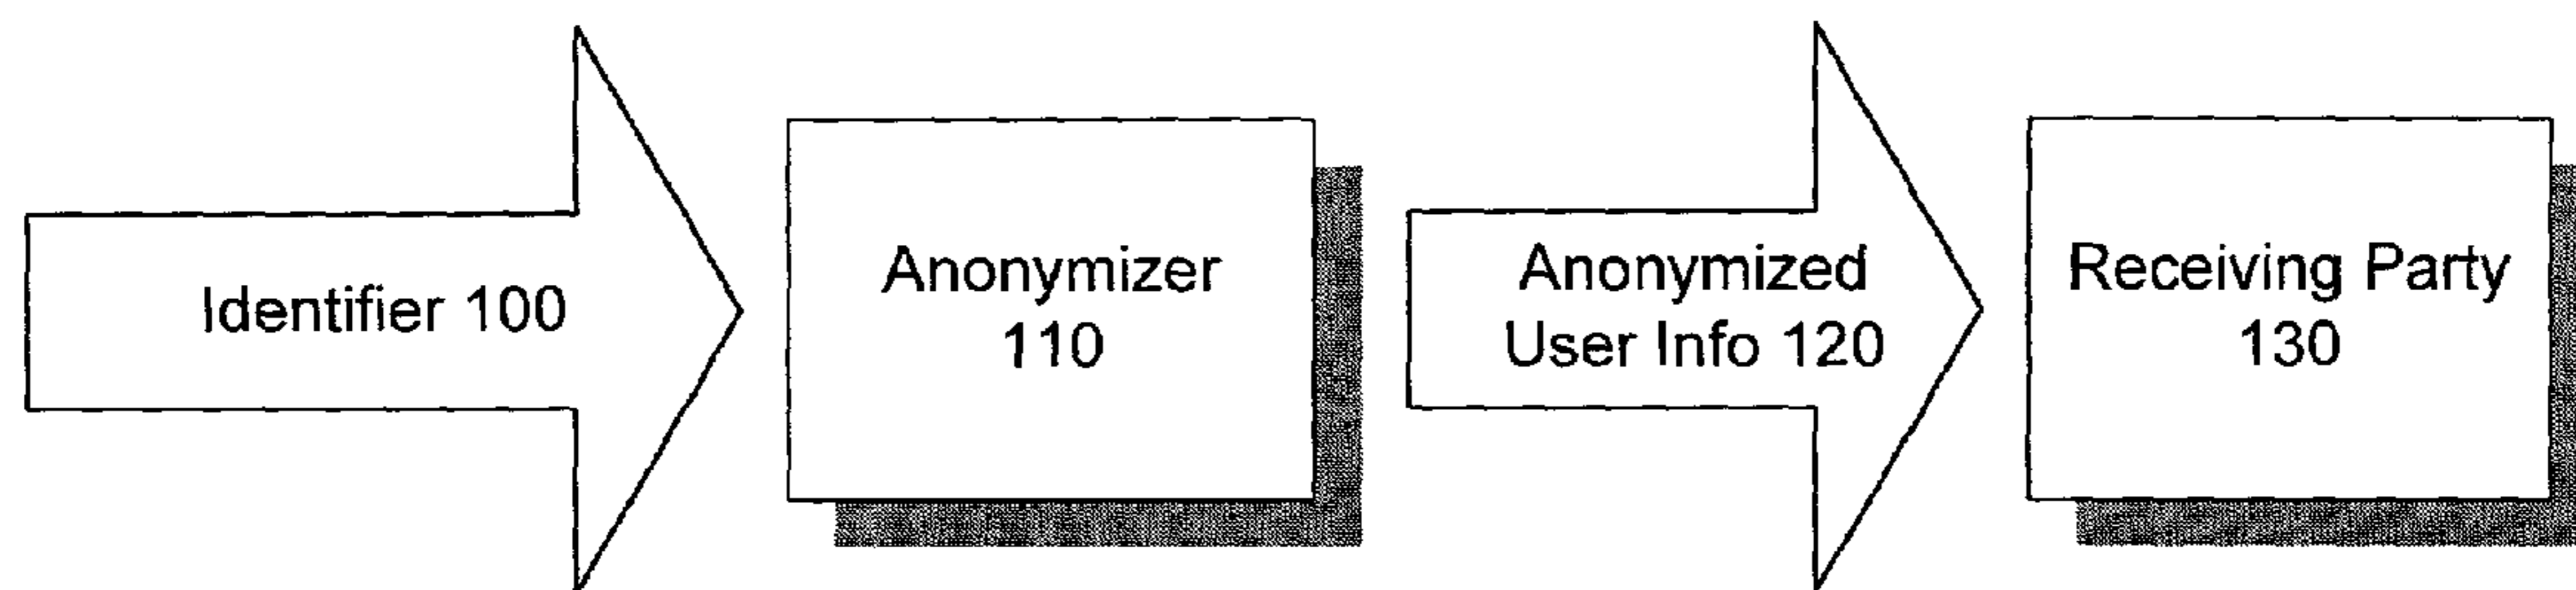 Identifier 100
Anonymizer
110
Anonymized
User Info 120
Receiving Party
130